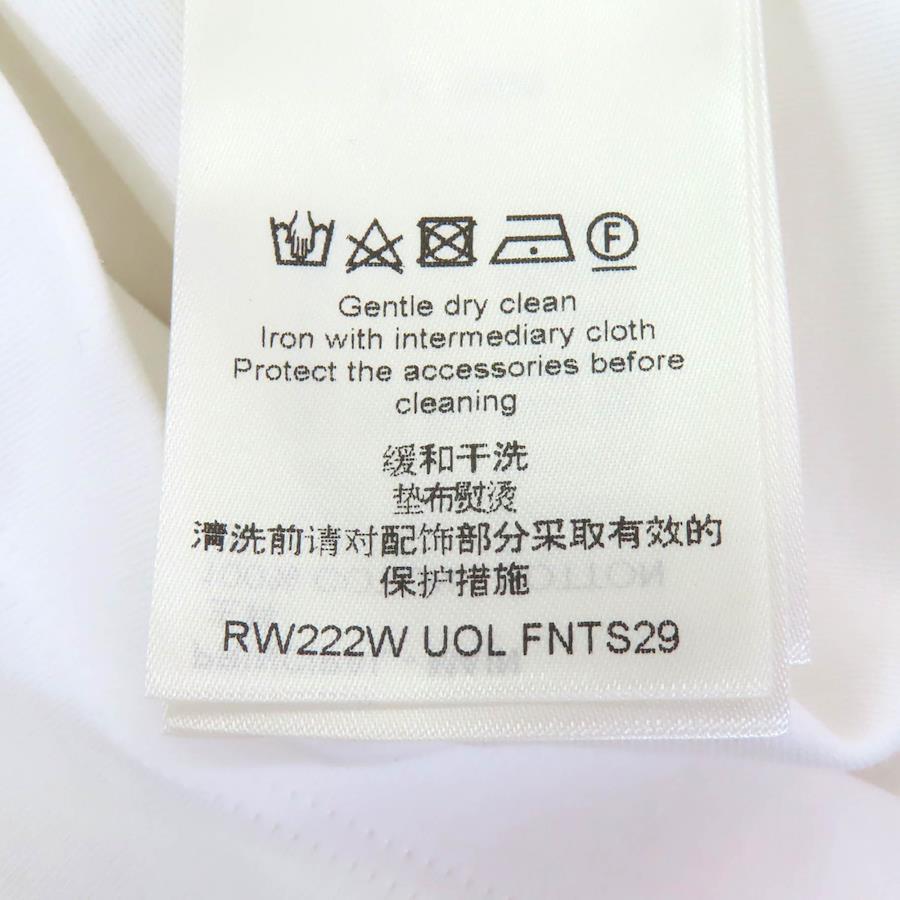 F
Gentle dry clean
Iron with intermediary cloth
Protect the accessories before
cleaning
缓和干洗
垫布熨烫
清洗前请对配饰部分采取有效的
保护措施
RW222W UOL FNTS29